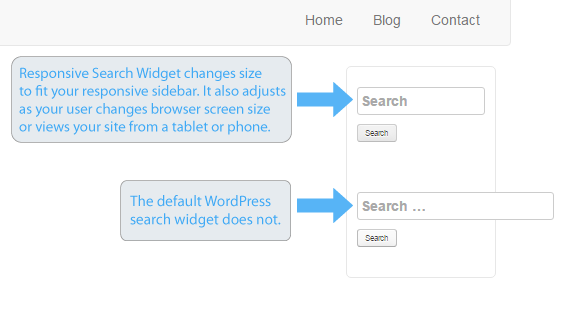 Home Blog Contact
Responsive Search Widget changes size
to fit your responsive sidebar. It also adjusts
as your user changes browser screen size
or views your site from a tablet or phone.
Search
Search
The default WordPress
search widget does not.
Search ...
Search